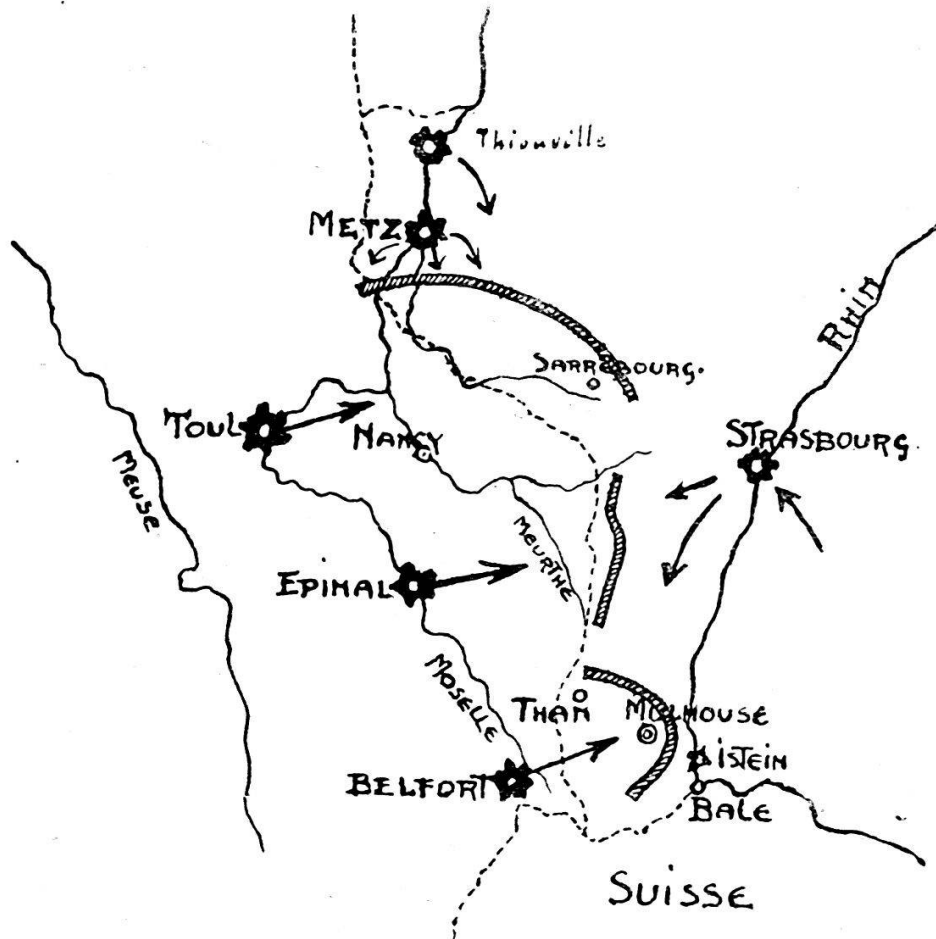 Thionville
METZ
RHIN
SARREBOURG.
TOUL
NANCY
STRASBOURG.
MEUSE
MEURTHE
EPINAL
MOSELLE
THAN
MULHOUSE
ISTEIN
BELFORT
BALE
SUISSE